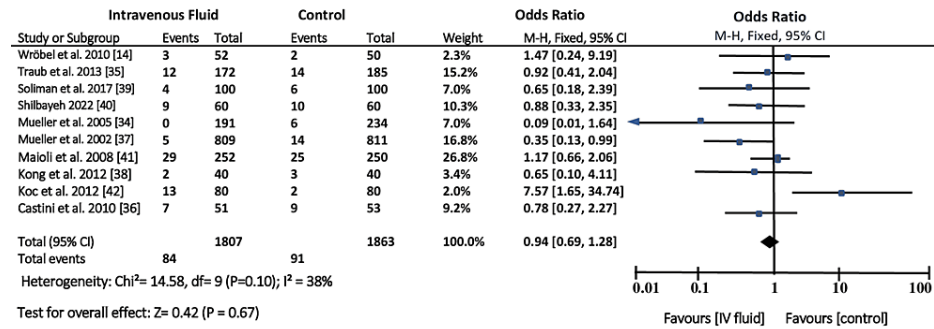 Intravenous Fluid Control Odds Ratio Odds Ratio
Study or Subgroup Events Total Events Total Weight M-H, Fixed, 95% CI M-H, Fixed, 95% CI
Wröbel et al. 2010 [14] 3 52 2 50 2.3% 1.47 [0.24, 9.19]
Traub et al. 2013 [35] 12 172 14 185 15.2% 0.92 [0.41, 2.04]
Soliman et al. 2017 [39] 4 100 6 100 7.0% 0.65 [0.18, 2.39]
Shilbayeh 2022 [40] 9 60 10 60 10.3% 0.88 [0.33, 2.35]
Mueller et al. 2005 [34] 0 191 6 234 7.0% 0.09 [0.01, 1.64]
Mueller et al. 2002 [37] 5 809 14 811 16.8% 0.35 [0.13, 0.99]
Maioli et al. 2008 [41] 29 252 25 250 26.8% 1.17 [0.66, 2.06]
Kong et al. 2012 [38] 2 40 3 40 3.4% 0.65 [0.10, 4.11]
Koc et al. 2012 [42] 13 80 2 80 2.0% 7.57 [1.65, 34.74]
Castini et al. 2010 [36] 7 51 9 53 9.2% 0.78 [0.27, 2.27]
Total (95% CI) 1807 1863 100.0% 0.94 [0.69, 1.28]
Total events 84 91
Heterogeneity: Chi²= 14.58, df= 9 (P=0.10); I² = 38%
0.01 0.1 1 10 100
Test for overall effect: Z= 0.42 (P = 0.67)
Favours [IV fluid] Favours [control]